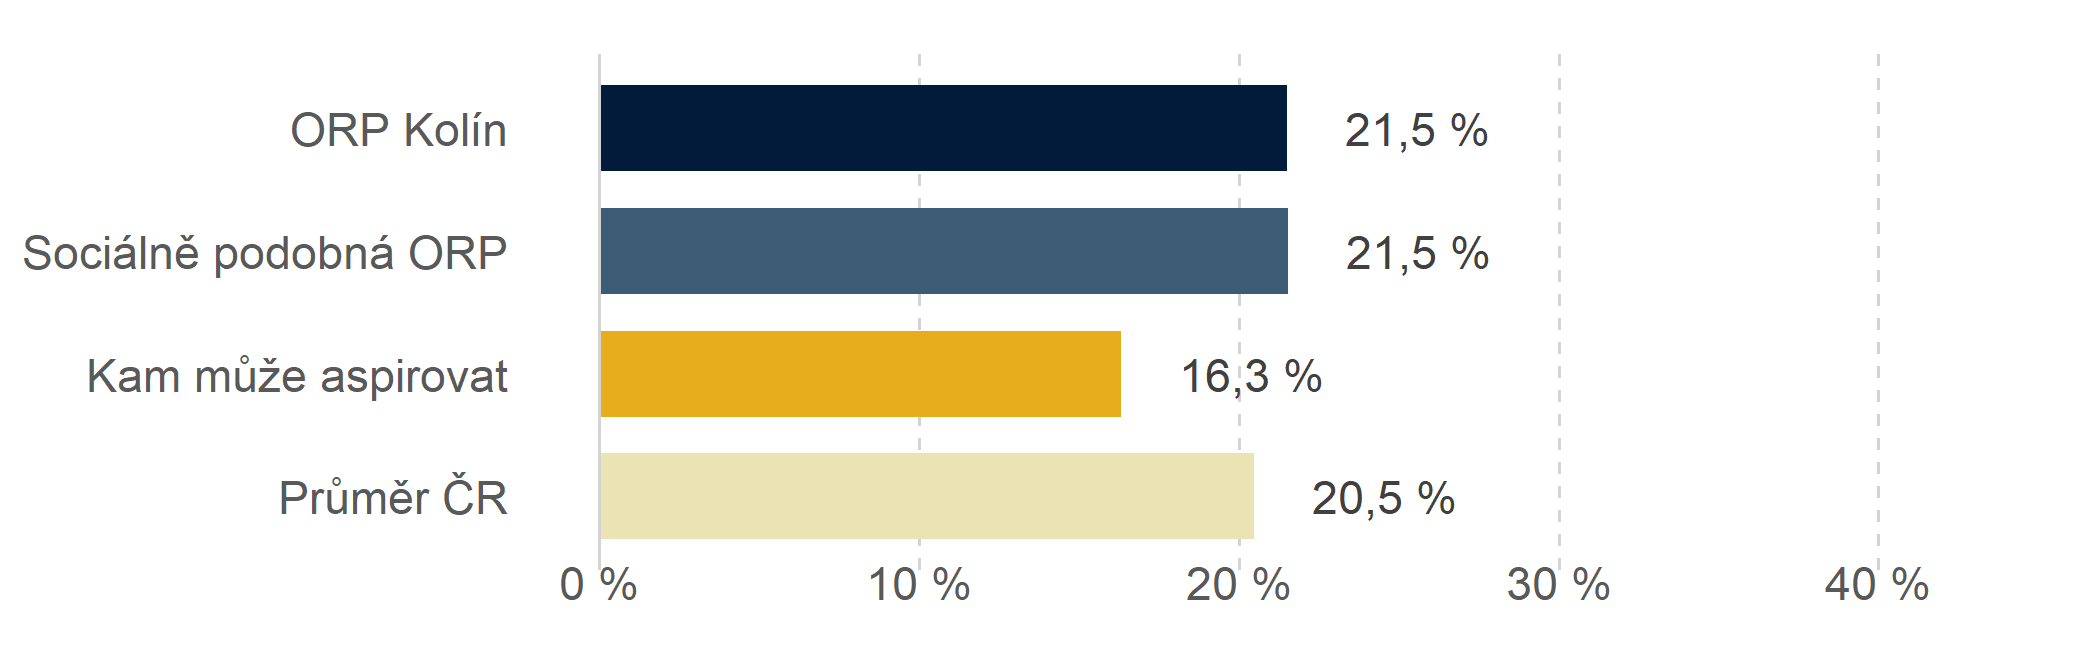 ORP Kolín 21,5 %
Sociálně podobná ORP 21,5 %
Kam může aspirovat 16,3 %
Průměr ČR 20,5 %
0 % 10 % 20 % 30 % 40 %